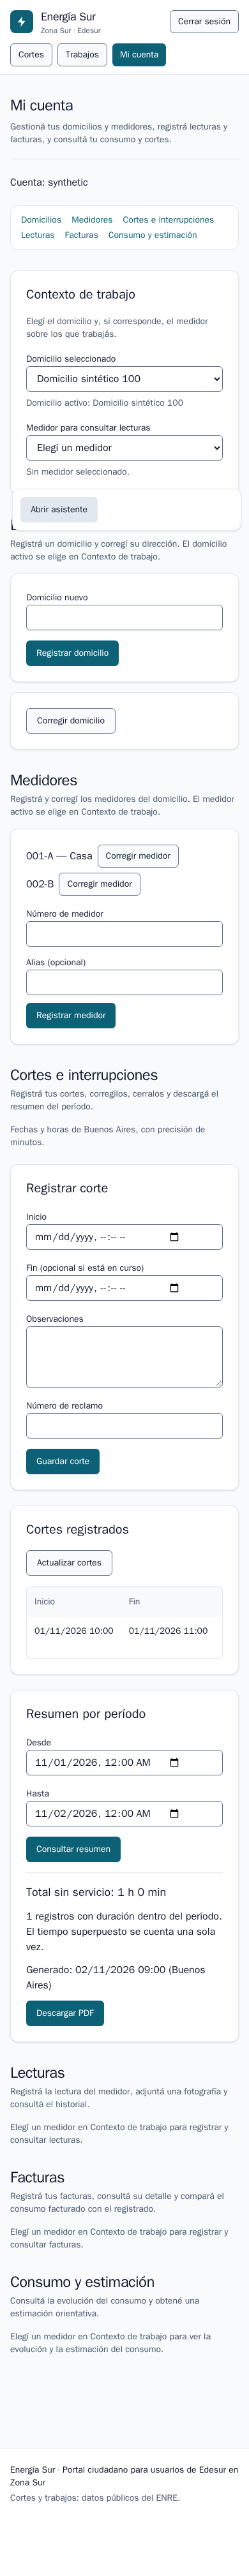 Energía Sur
Zona Sur · Edesur
Cerrar sesión
Cortes
Trabajos
Mi cuenta
Mi cuenta
Gestioná tus domicilios y medidores, registrá lecturas y
facturas, y consultá tu consumo y cortes.
Cuenta: synthetic
Domicilios Medidores Cortes e interrupciones
Lecturas Facturas Consumo y estimación
Contexto de trabajo
Elegí el domicilio y, si corresponde, el medidor
sobre los que trabajás.
Domicilio seleccionado
Domicilio sintético 100
Domicilio activo: Domicilio sintético 100
Medidor para consultar lecturas
Elegí un medidor
Sin medidor seleccionado.
Abrir asistente
Registrá un domicilio y corregí su dirección. El domicilio
activo se elige en Contexto de trabajo.
Domicilio nuevo
Registrar domicilio
Corregir domicilio
Medidores
Registrá y corregí los medidores del domicilio. El medidor
activo se elige en Contexto de trabajo.
001-A — Casa Corregir medidor
002-B Corregir medidor
Número de medidor
Alias (opcional)
Registrar medidor
Cortes e interrupciones
Registrá tus cortes, corregilos, cerralos y descargá el
resumen del período.
Fechas y horas de Buenos Aires, con precisión de
minutos.
Registrar corte
Inicio
mm/dd/yyyy, --:-- --
Fin (opcional si está en curso)
mm/dd/yyyy, --:-- --
Observaciones
Número de reclamo
Guardar corte
Cortes registrados
Actualizar cortes
Inicio Fin
01/11/2026 10:00 01/11/2026 11:00
Resumen por período
Desde
11/01/2026, 12:00 AM
Hasta
11/02/2026, 12:00 AM
Consultar resumen
Total sin servicio: 1 h 0 min
1 registros con duración dentro del período.
El tiempo superpuesto se cuenta una sola
vez.
Generado: 02/11/2026 09:00 (Buenos
Aires)
Descargar PDF
Lecturas
Registrá la lectura del medidor, adjuntá una fotografía y
consultá el historial.
Elegí un medidor en Contexto de trabajo para registrar y
consultar lecturas.
Facturas
Registrá tus facturas, consultá su detalle y compará el
consumo facturado con el registrado.
Elegí un medidor en Contexto de trabajo para registrar y
consultar facturas.
Consumo y estimación
Consultá la evolución del consumo y obtené una
estimación orientativa.
Elegí un medidor en Contexto de trabajo para ver la
evolución y la estimación del consumo.
Energía Sur · Portal ciudadano para usuarios de Edesur en
Zona Sur
Cortes y trabajos: datos públicos del ENRE.